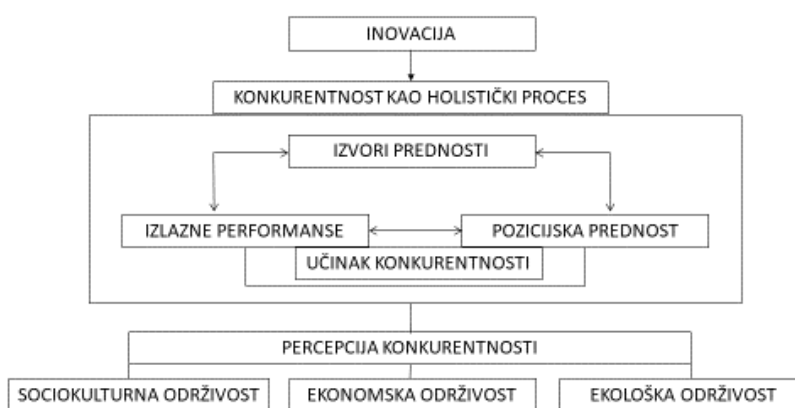 INOVACIJA
KONKURENTNOST KAO HOLISTIČKI PROCES
IZVORI PREDNOSTI
IZLAZNE PERFORMANSE
POZICIJSKA PREDNOST
UČINAK KONKURENTNOSTI
PERCEPCIJA KONKURENTNOSTI
SOCIOKULTURNA ODRŽIVOST
EKONOMSKA ODRŽIVOST
EKOLOŠKA ODRŽIVOST